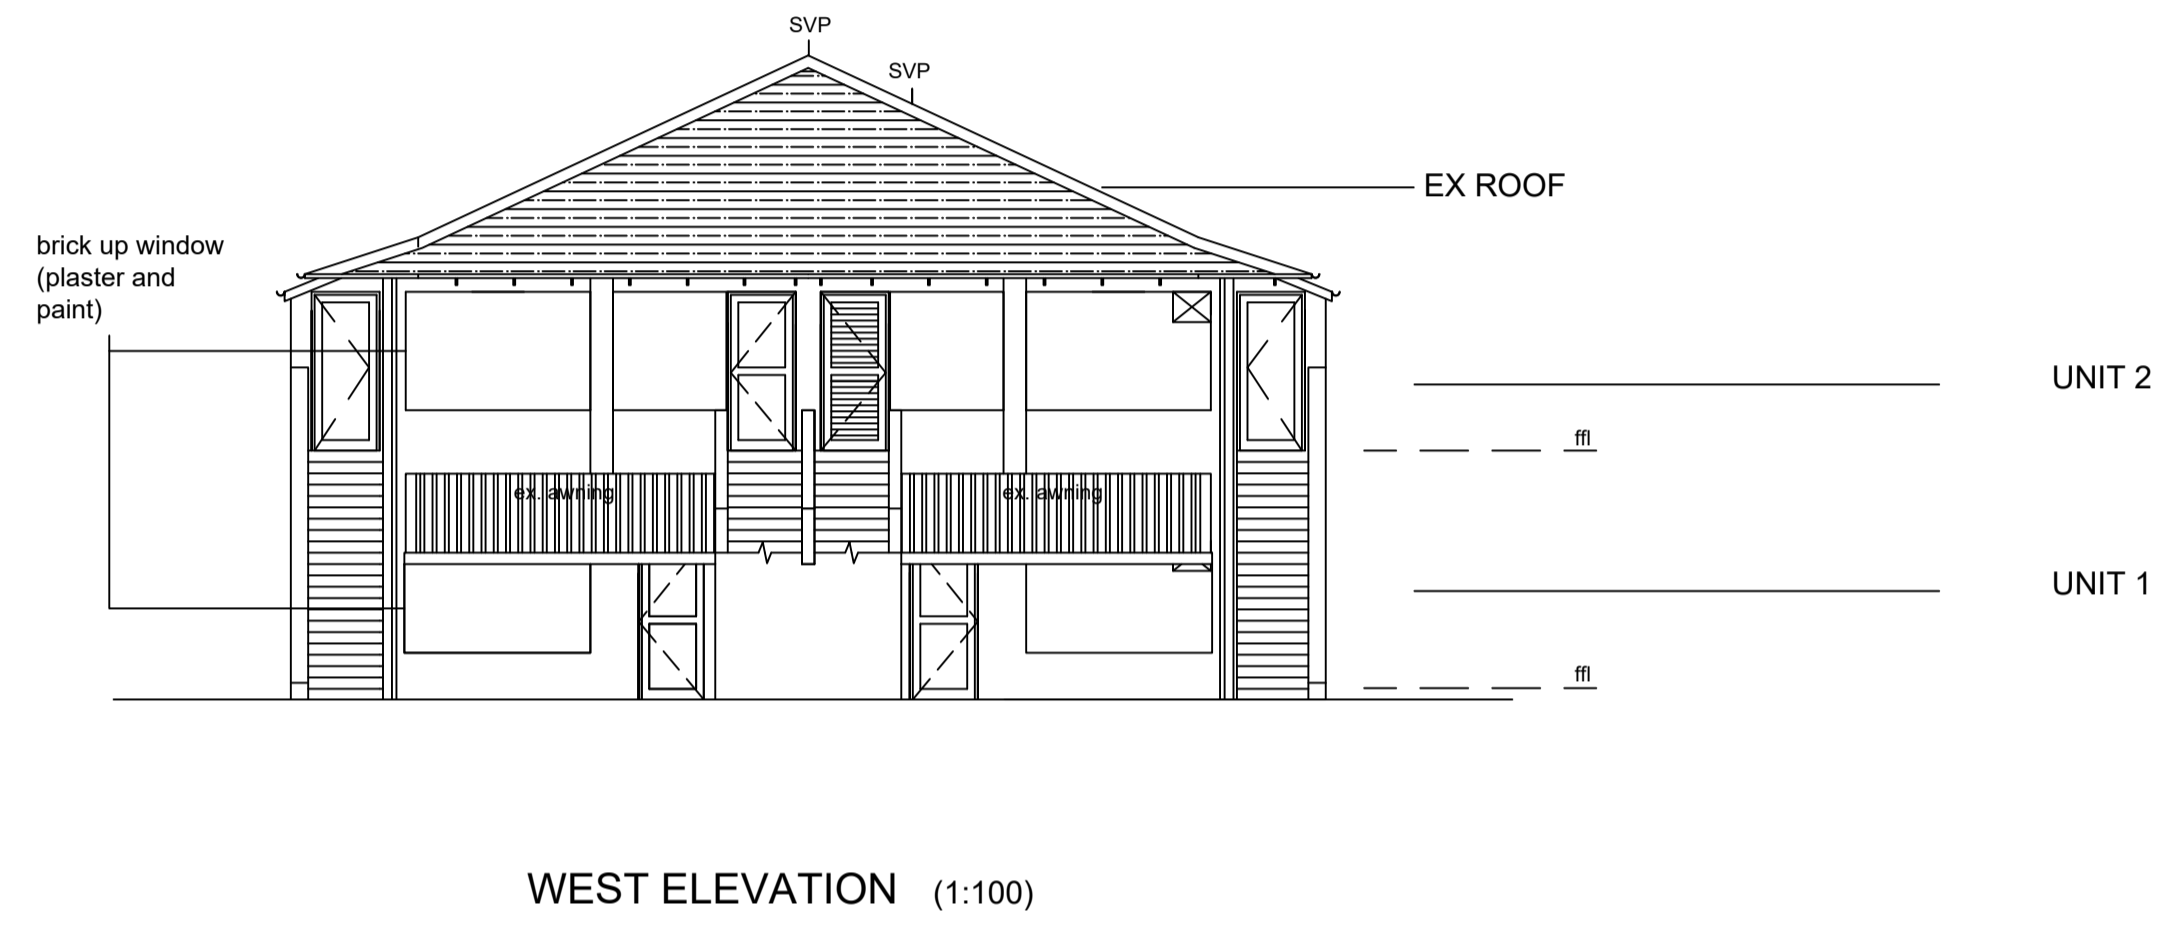 SVP
SVP
EX ROOF
brick up window
(plaster and
paint)
UNIT 2
ffl
ex. awning
ex. awning
UNIT 1
ffl
WEST ELEVATION (1:100)